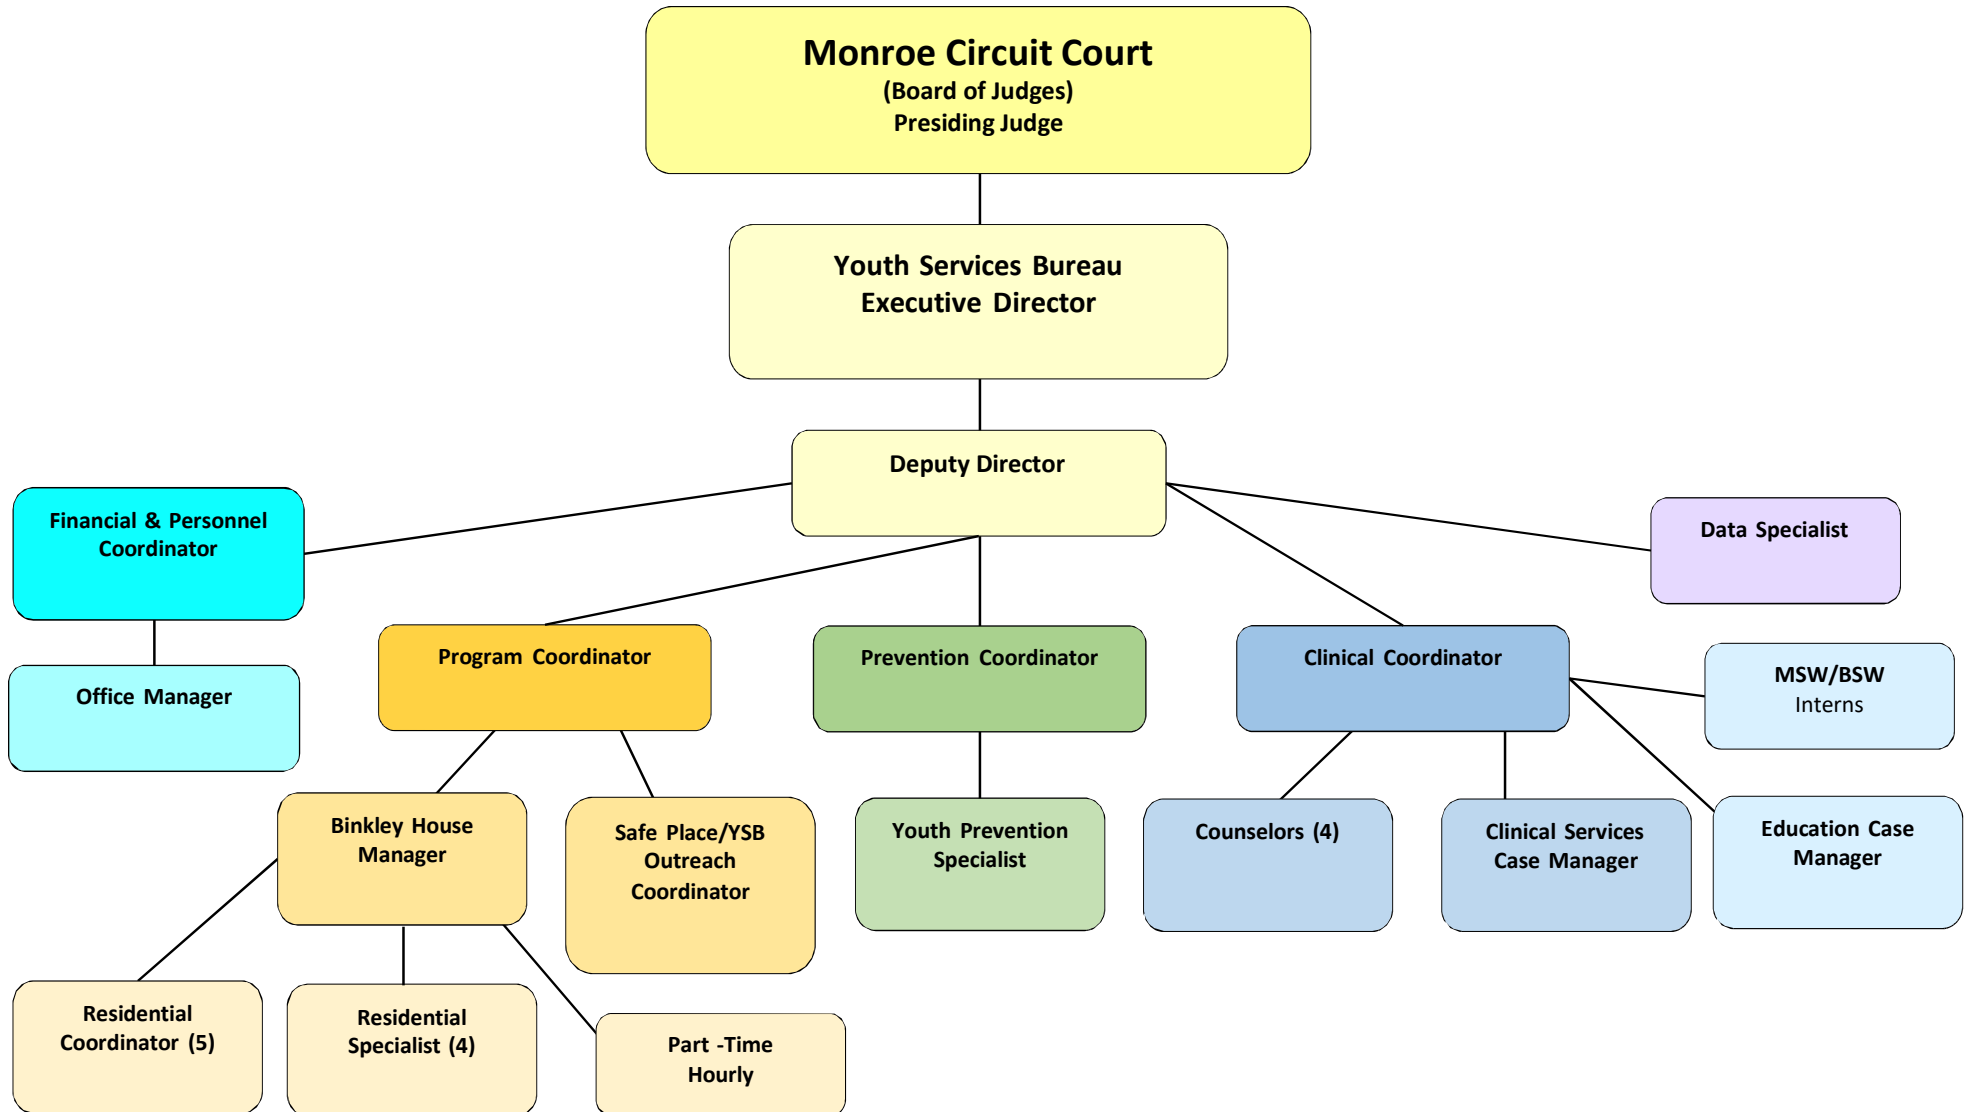 Monroe Circuit Court
(Board of Judges)
Presiding Judge
Youth Services Bureau
Executive Director
Deputy Director
Financial & Personnel
Coordinator
Data Specialist
Office Manager
Program Coordinator
Prevention Coordinator
Clinical Coordinator
MSW/BSW
Interns
Binkley House
Manager
Safe Place/YSB
Outreach
Coordinator
Youth Prevention
Specialist
Counselors (4)
Clinical Services
Case Manager
Education Case
Manager
Residential
Coordinator (5)
Residential
Specialist (4)
Part -Time
Hourly